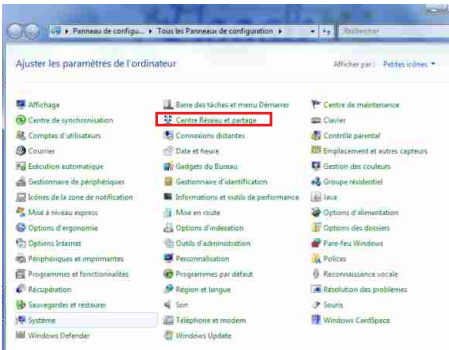 Panneau de configu... ▸ Tous les Panneaux de configuration ▸ Rechercher
Ajuster les paramètres de l'ordinateur Afficher par : Petites icônes
Affichage Barre des tâches et menu Démarrer Centre de maintenance
Centre de synchronisation Centre Réseau et partage Clavier
Comptes d'utilisateurs Connexions distantes Contrôle parental
Courrier Date et heure Emplacement et autres capteurs
Exécution automatique Gadgets du Bureau Gestion des couleurs
Gestionnaire de périphériques Gestionnaire d'identification Groupe résidentiel
Icônes de la zone de notification Informations et outils de performance Java
Mise à niveau express Mise en route Options d'alimentation
Options d'ergonomie Options d'indexation Options des dossiers
Options Internet Outils d'administration Pare-feu Windows
Périphériques et imprimantes Personnalisation Polices
Programmes et fonctionnalités Programmes par défaut Reconnaissance vocale
Récupération Région et langue Résolution des problèmes
Sauvegarder et restaurer Son Souris
Système Téléphone et modem Windows CardSpace
Windows Defender Windows Update